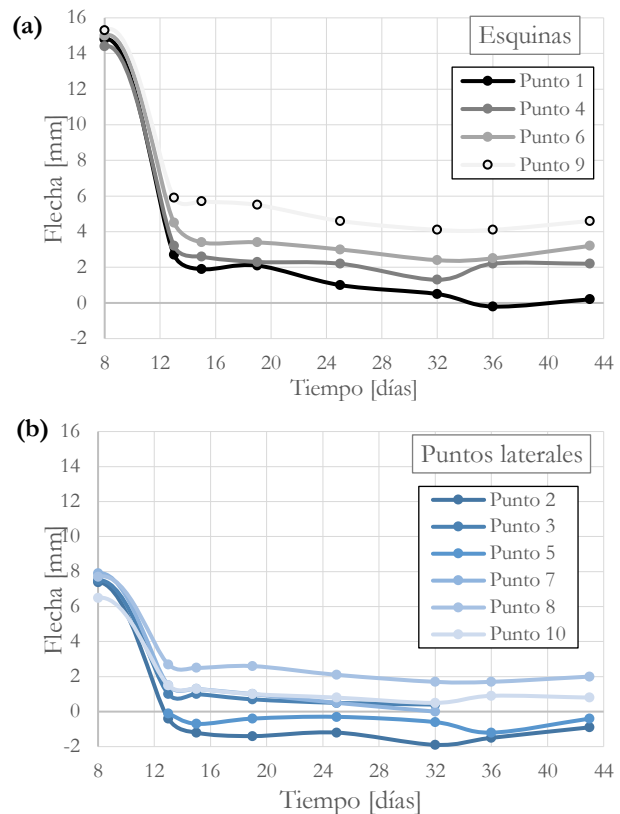 (a)
Esquinas
Punto 1
Punto 4
Punto 6
Punto 9
Flecha [mm]
16
14
12
10
8
6
4
2
0
-2
8 12 16 20 24 28 32 36 40 44
Tiempo [días]
(b)
Puntos laterales
Punto 2
Punto 3
Punto 5
Punto 7
Punto 8
Punto 10
Flecha [mm]
16
14
12
10
8
6
4
2
0
-2
8 12 16 20 24 28 32 36 40 44
Tiempo [días]